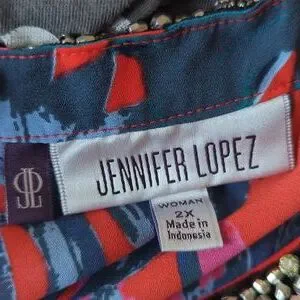 JENNIFER LOPEZ
WOMAN
2X
Made in
Indonesia